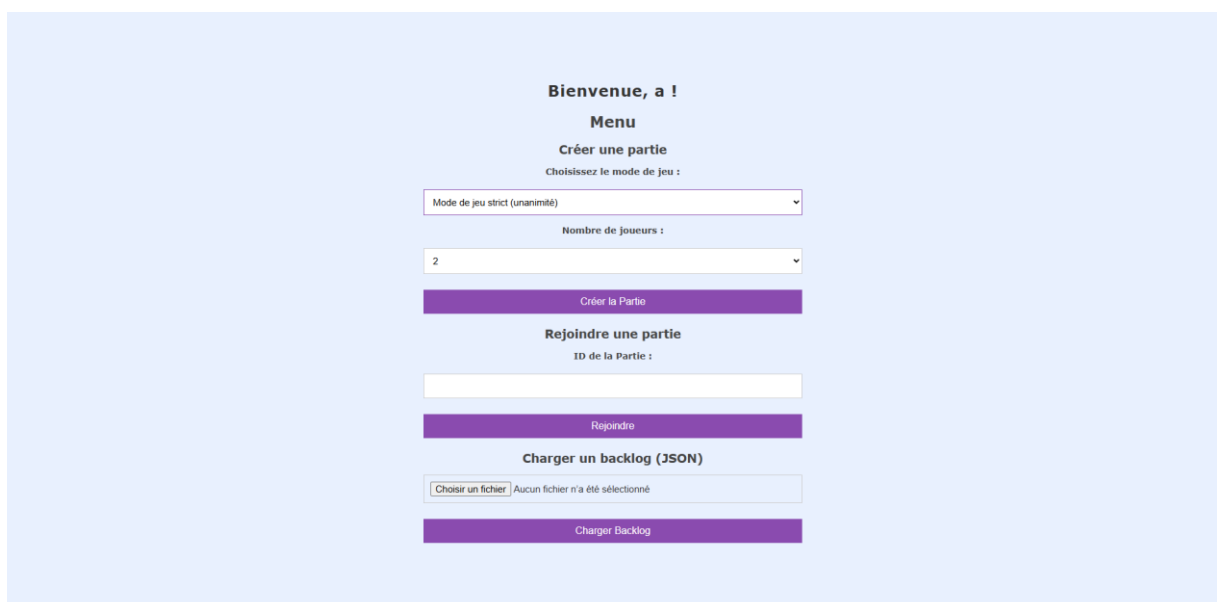 Bienvenue, a !
Menu
Créer une partie
Choisissez le mode de jeu :
Mode de jeu strict (unanimité)
Nombre de joueurs :
2
Créer la Partie
Rejoindre une partie
ID de la Partie :
Rejoindre
Charger un backlog (JSON)
Choisir un fichier Aucun fichier n'a été sélectionné
Charger Backlog